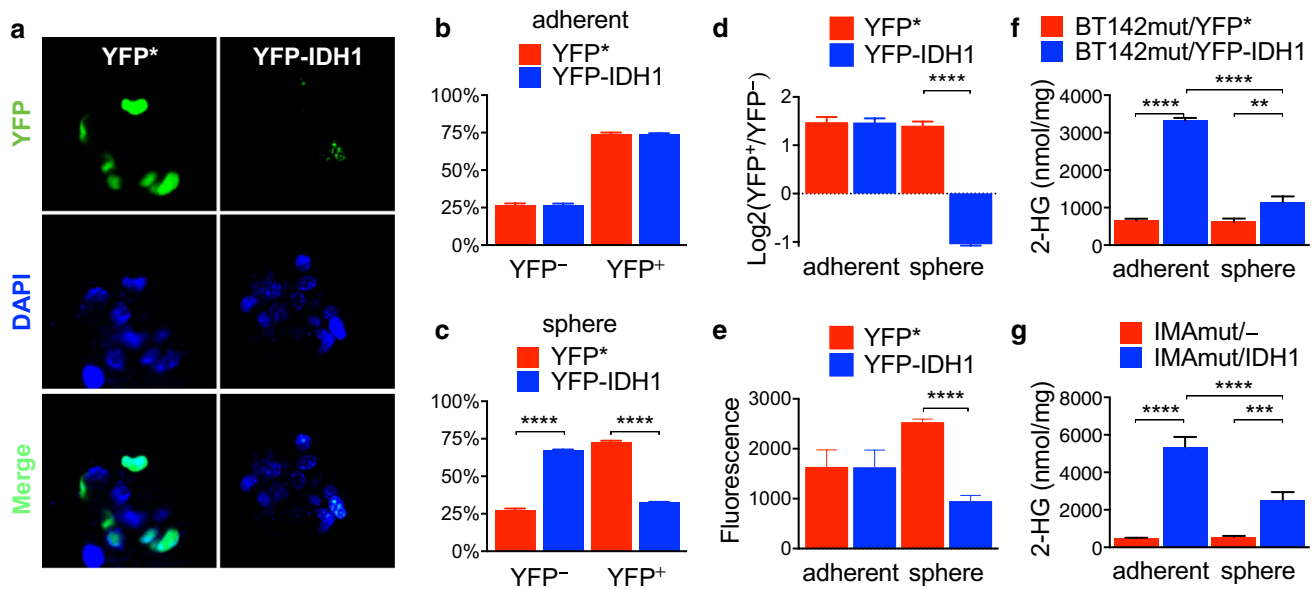 a
YFP*
YFP-IDH1
YFP
DAPI
Merge
b
adherent
YFP*
YFP-IDH1
100%
75%
50%
25%
0%
YFP⁻
YFP⁺
c
sphere
YFP*
YFP-IDH1
100%
75%
50%
25%
0%
****
****
YFP⁻
YFP⁺
d
YFP*
YFP-IDH1
Log2(YFP⁺/YFP⁻)
2
1
0
-1
****
adherent
sphere
e
YFP*
YFP-IDH1
Fluorescence
3000
2000
1000
0
****
adherent
sphere
f
BT142mut/YFP*
BT142mut/YFP-IDH1
2-HG (nmol/mg)
4000
3000
2000
1000
0
****
****
**
adherent
sphere
g
IMAmut/–
IMAmut/IDH1
2-HG (nmol/mg)
8000
6000
4000
2000
0
****
****
***
adherent
sphere